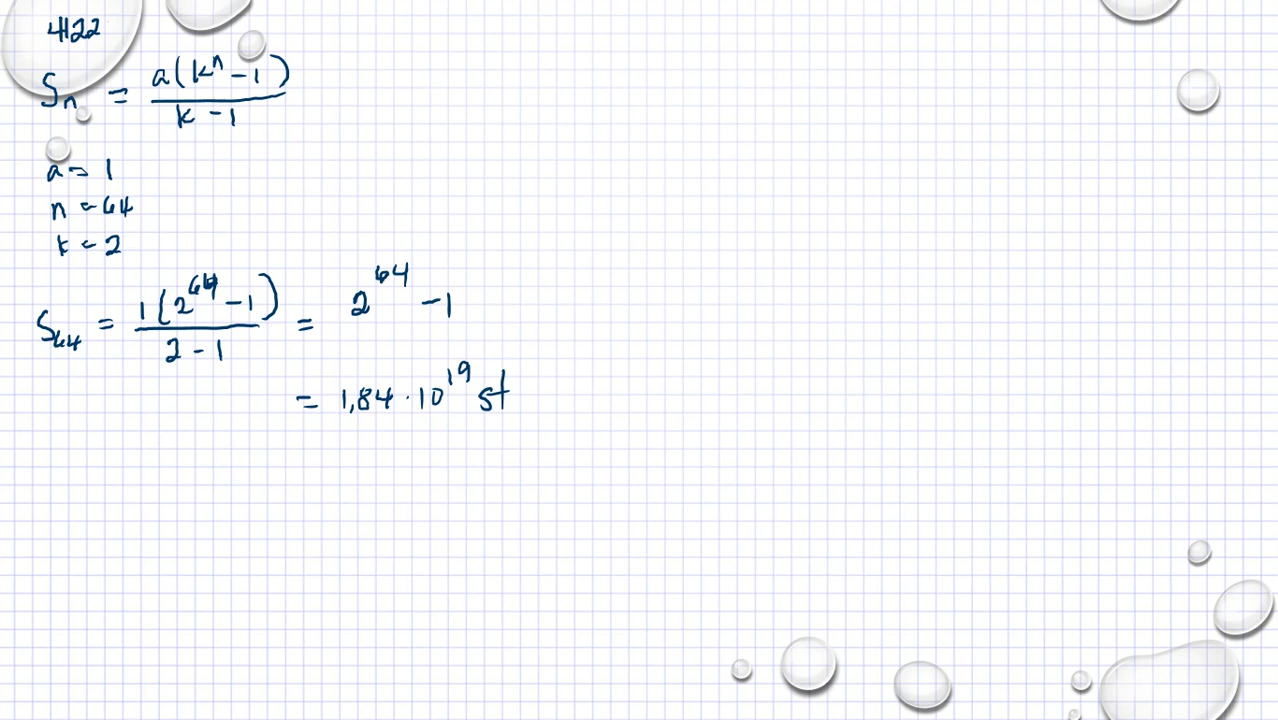 4122
Sn = a(k^n - 1) / k - 1
a = 1
n = 64
k = 2
S64 = 1(2^64 - 1) / 2 - 1 = 2^64 - 1
= 1,84 · 10^19 st